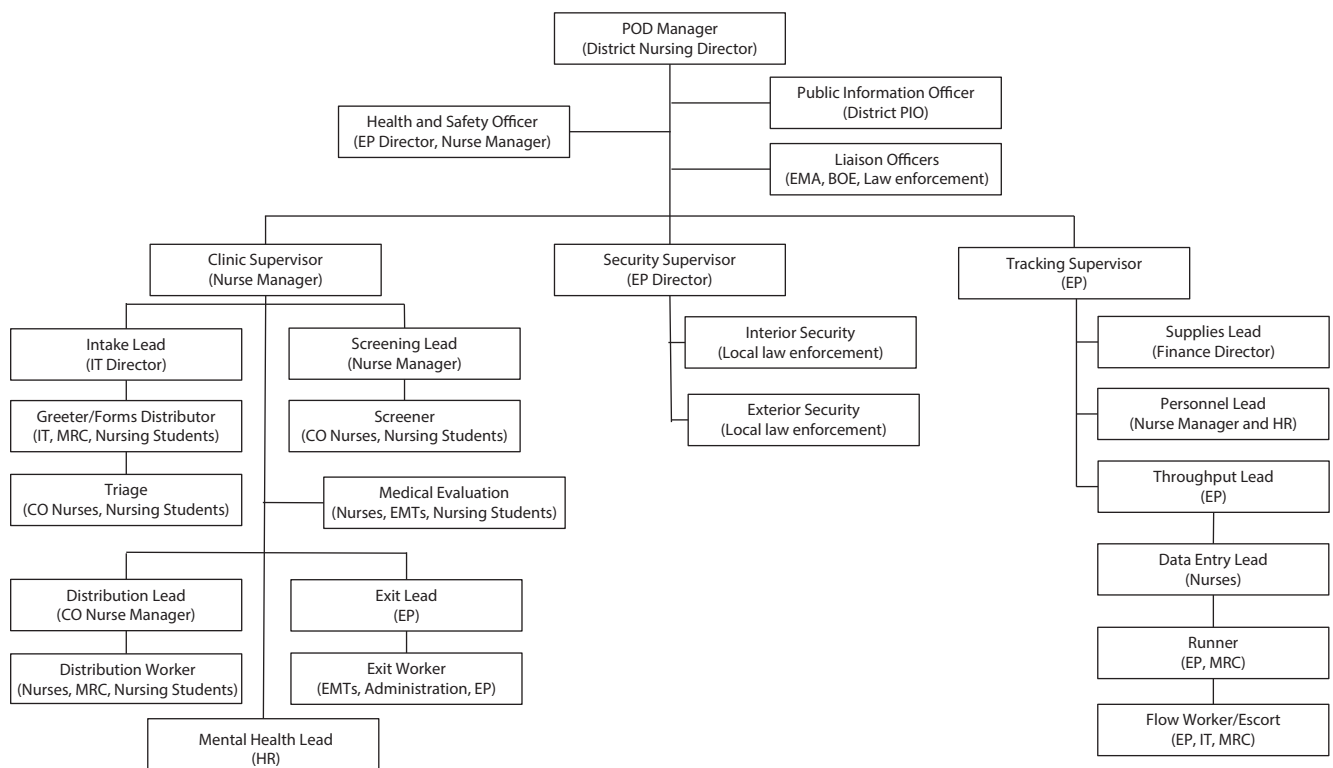 POD Manager
(District Nursing Director)
Public Information Officer
(District PIO)
Health and Safety Officer
(EP Director, Nurse Manager)
Liaison Officers
(EMA, BOE, Law enforcement)
Clinic Supervisor
(Nurse Manager)
Security Supervisor
(EP Director)
Tracking Supervisor
(EP)
Intake Lead
(IT Director)
Screening Lead
(Nurse Manager)
Interior Security
(Local law enforcement)
Supplies Lead
(Finance Director)
Greeter/Forms Distributor
(IT, MRC, Nursing Students)
Screener
(CO Nurses, Nursing Students)
Exterior Security
(Local law enforcement)
Personnel Lead
(Nurse Manager and HR)
Triage
(CO Nurses, Nursing Students)
Medical Evaluation
(Nurses, EMTs, Nursing Students)
Throughput Lead
(EP)
Data Entry Lead
(Nurses)
Distribution Lead
(CO Nurse Manager)
Exit Lead
(EP)
Runner
(EP, MRC)
Distribution Worker
(Nurses, MRC, Nursing Students)
Exit Worker
(EMTs, Administration, EP)
Flow Worker/Escort
(EP, IT, MRC)
Mental Health Lead
(HR)